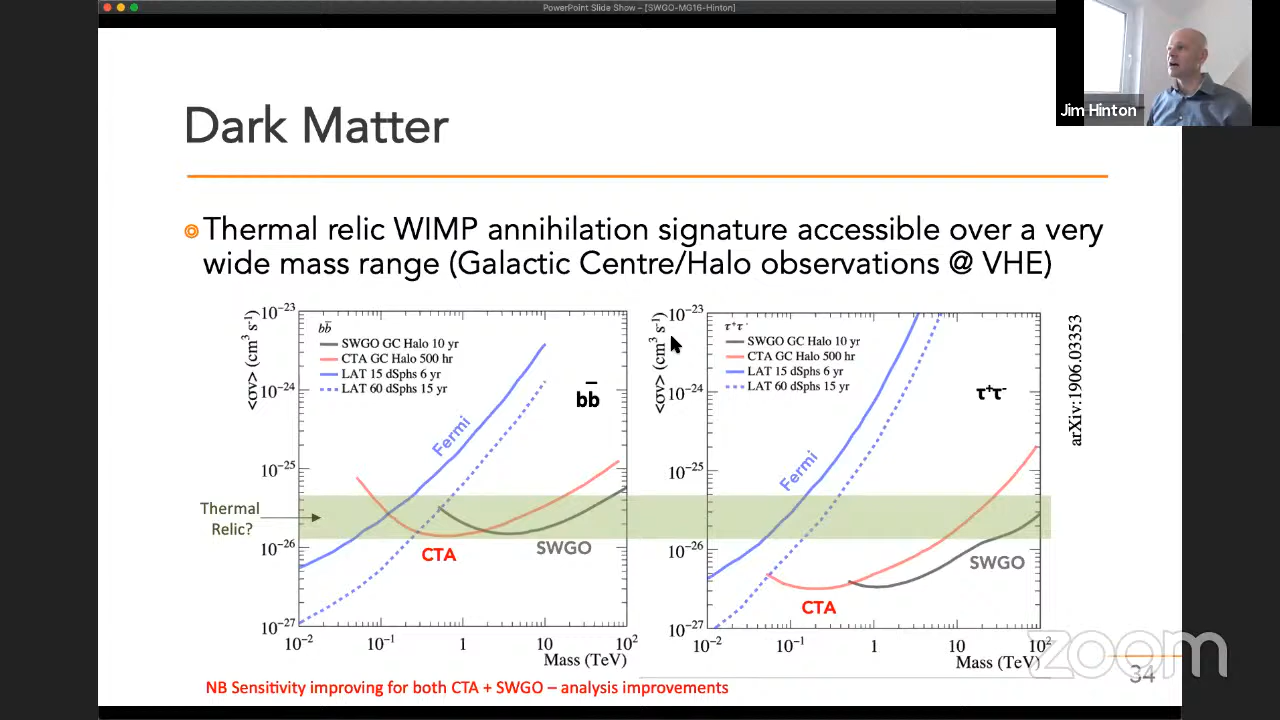 PowerPoint Slide Show – [SWGO-MG16-Hinton]
Jim Hinton
Dark Matter
Thermal relic WIMP annihilation signature accessible over a very
wide mass range (Galactic Centre/Halo observations @ VHE)
10⁻²³
10⁻²⁴
10⁻²⁵
10⁻²⁶
10⁻²⁷
<σv> (cm³ s⁻¹)
bb̄
SWGO GC Halo 10 yr
CTA GC Halo 500 hr
LAT 15 dSphs 6 yr
LAT 60 dSphs 15 yr
bb̄
Fermi
Thermal
Relic?
CTA
SWGO
10⁻² 10⁻¹ 1 10 10²
Mass (TeV)
10⁻²³
10⁻²⁴
10⁻²⁵
10⁻²⁶
10⁻²⁷
<σv> (cm³ s⁻¹)
τ⁺τ⁻
SWGO GC Halo 10 yr
CTA GC Halo 500 hr
LAT 15 dSphs 6 yr
LAT 60 dSphs 15 yr
τ⁺τ⁻
Fermi
CTA
SWGO
10⁻² 10⁻¹ 1 10 10²
Mass (TeV)
arXiv:1906.03353
NB Sensitivity improving for both CTA + SWGO – analysis improvements
34
zoom